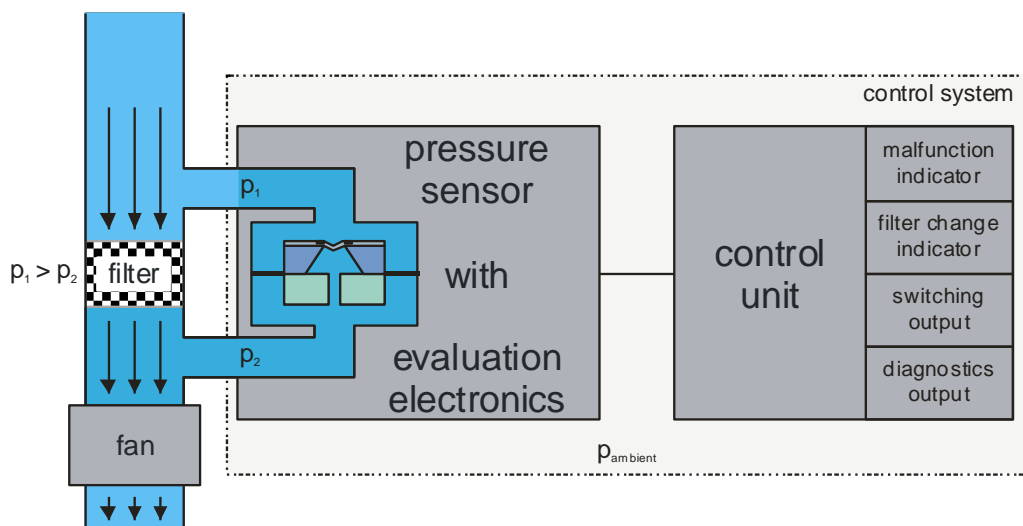 control system
pressure
sensor
with
evaluation
electronics
p₁
p₂
p₁ > p₂
filter
fan
control
unit
malfunction
indicator
filter change
indicator
switching
output
diagnostics
output
p ambient